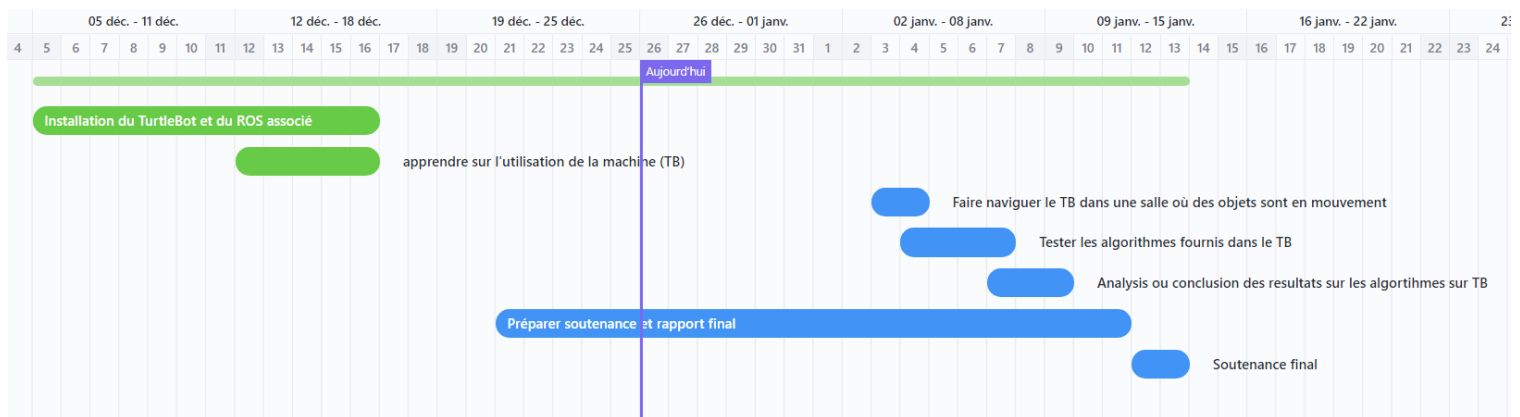 05 déc. - 11 déc. 12 déc. - 18 déc. 19 déc. - 25 déc. 26 déc. - 01 janv. 02 janv. - 08 janv. 09 janv. - 15 janv. 16 janv. - 22 janv. 23
4 5 6 7 8 9 10 11 12 13 14 15 16 17 18 19 20 21 22 23 24 25 26 27 28 29 30 31 1 2 3 4 5 6 7 8 9 10 11 12 13 14 15 16 17 18 19 20 21 22 23 24
Aujourd'hui
Installation du TurtleBot et du ROS associé
apprendre sur l'utilisation de la machine (TB)
Faire naviguer le TB dans une salle où des objets sont en mouvement
Tester les algorithmes fournis dans le TB
Analysis ou conclusion des resultats sur les algortihmes sur TB
Préparer soutenance et rapport final
Soutenance final